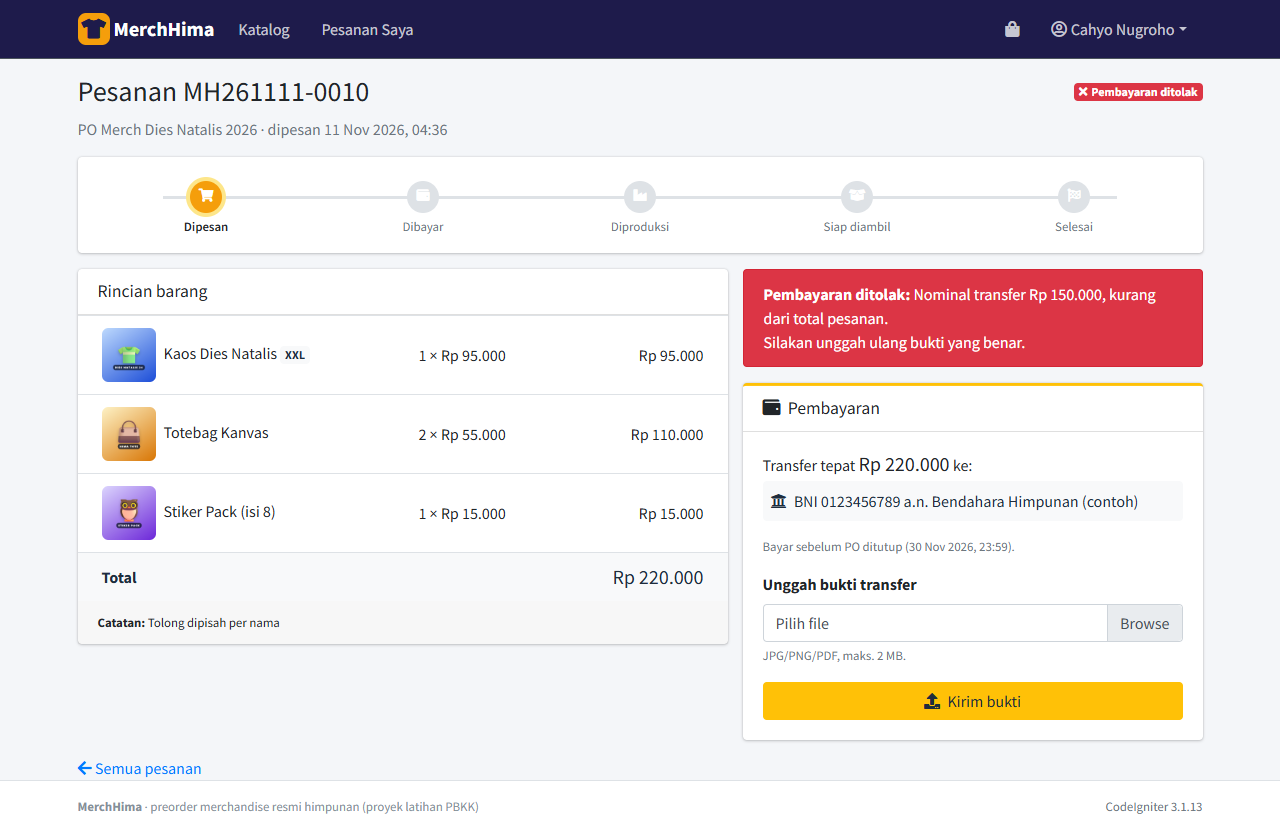 MerchHima Katalog Pesanan Saya Cahyo Nugroho
Pesanan MH261111-0010
Pembayaran ditolak
PO Merch Dies Natalis 2026 · dipesan 11 Nov 2026, 04:36
Dipesan Dibayar Diproduksi Siap diambil Selesai
Rincian barang
Kaos Dies Natalis XXL 1 × Rp 95.000 Rp 95.000
Totebag Kanvas 2 × Rp 55.000 Rp 110.000
Stiker Pack (isi 8) 1 × Rp 15.000 Rp 15.000
Total Rp 220.000
Catatan: Tolong dipisah per nama
Pembayaran ditolak: Nominal transfer Rp 150.000, kurang
dari total pesanan.
Silakan unggah ulang bukti yang benar.
Pembayaran
Transfer tepat Rp 220.000 ke:
BNI 0123456789 a.n. Bendahara Himpunan (contoh)
Bayar sebelum PO ditutup (30 Nov 2026, 23:59).
Unggah bukti transfer
Pilih file Browse
JPG/PNG/PDF, maks. 2 MB.
Kirim bukti
Semua pesanan
MerchHima · preorder merchandise resmi himpunan (proyek latihan PBKK) CodeIgniter 3.1.13